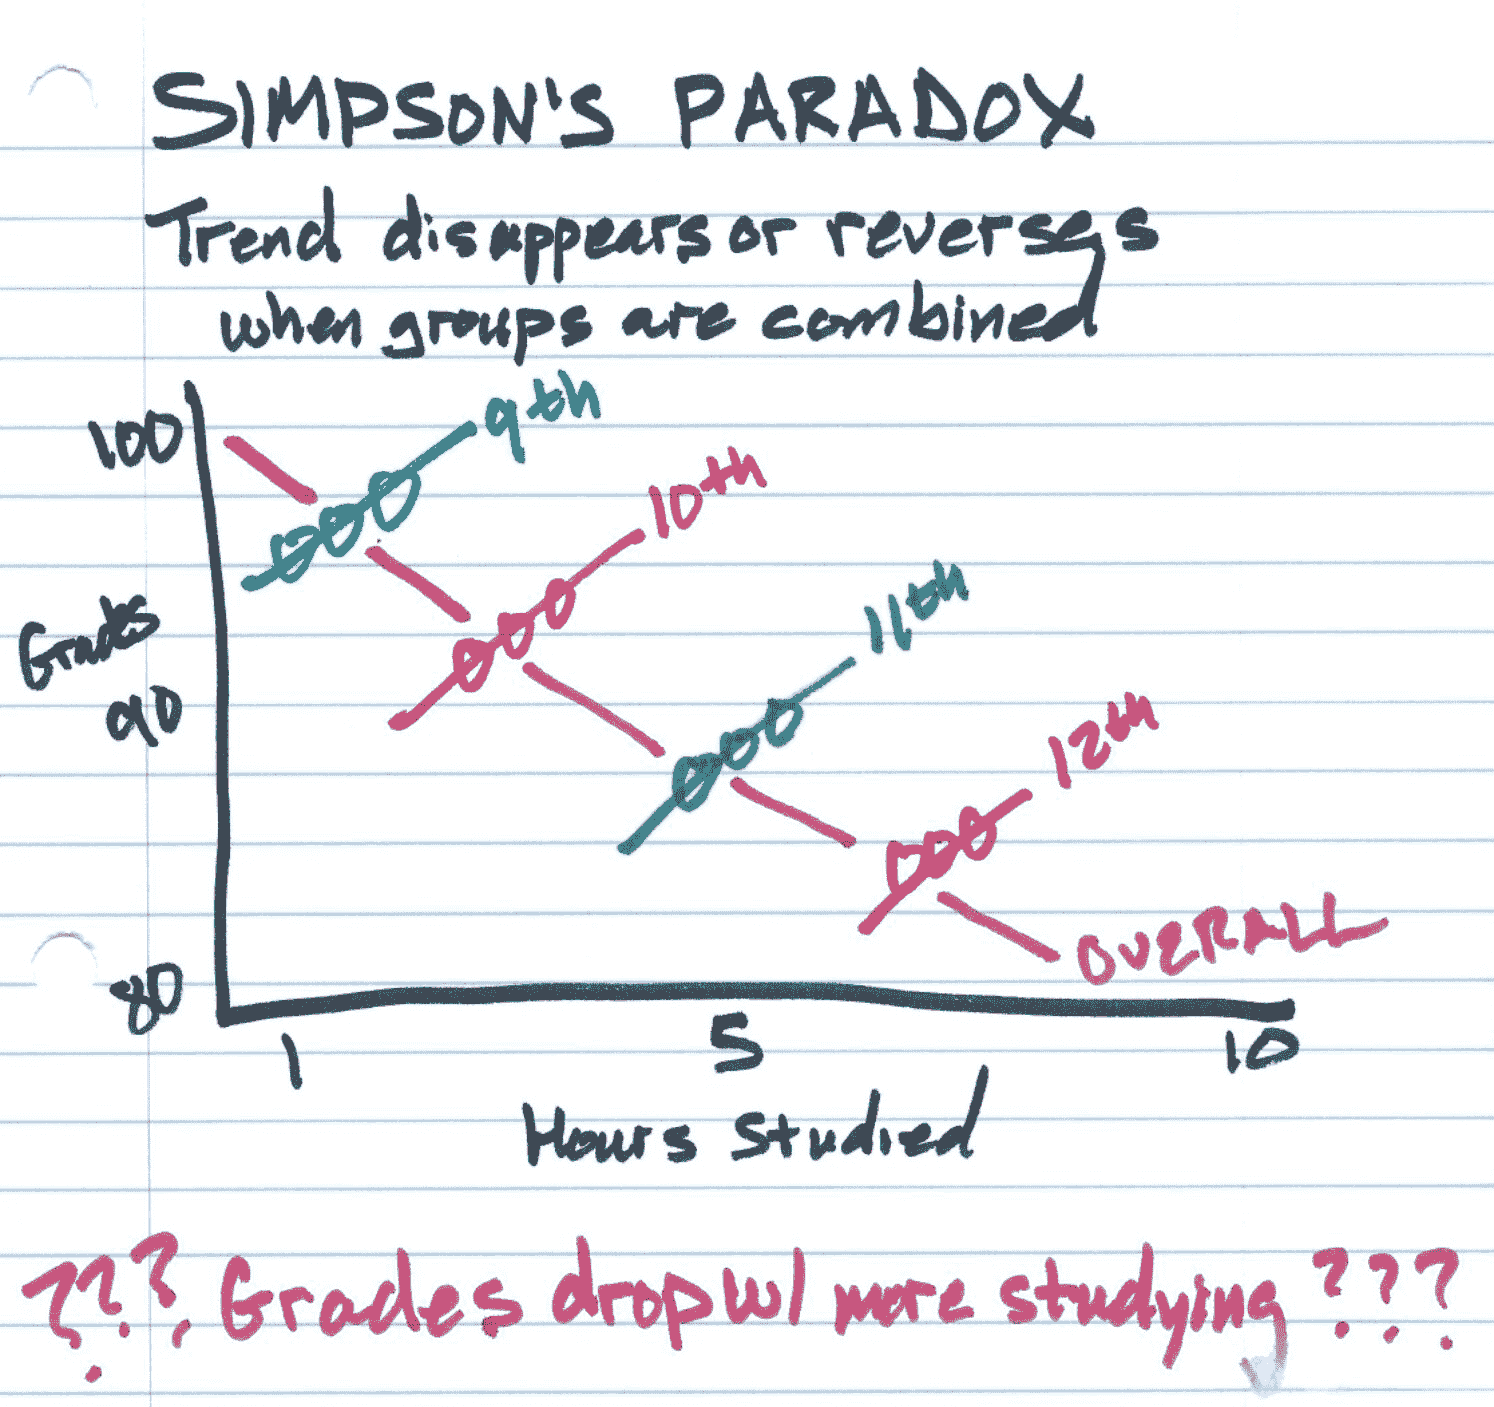 SIMPSON'S PARADOX
Trend disappears or reverses
when groups are combined
100
9th
10th
11th
Grades
90
12th
OVERALL
80
1 5 10
Hours Studied
??? Grades drop w/ more studying ???